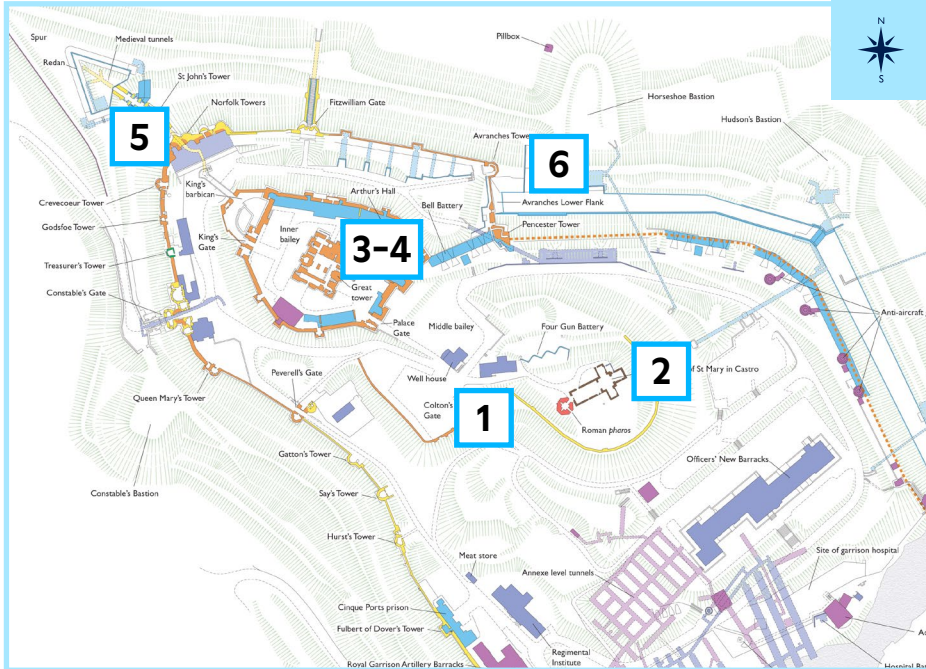 N
S
Pillbox
Spur
Medieval tunnels
Redan
St John's Tower
Norfolk Towers
Fitzwilliam Gate
Horseshoe Bastion
Hudson's Bastion
5
Avranches Tower
6
King's
barbican
Arthur's Hall
Avranches Lower Flank
Crevecoeur Tower
Bell Battery
Pencester Tower
Godsfoe Tower
King's
Gate
Inner
bailey
3-4
Treasurer's Tower
Great
tower
Constable's Gate
Anti-aircraft
Palace
Gate
Middle bailey
Four Gun Battery
Peverell's Gate
Well house
2
of St Mary in Castro
Queen Mary's Tower
Colton's
Gate
1
Roman pharos
Gatton's Tower
Officers' New Barracks
Constable's Bastion
Say's Tower
Hurst's Tower
Meat store
Site of garrison hospital
Annexe level tunnels
Cinque Ports prison
Fulbert of Dover's Tower
Regimental
Institute
Royal Garrison Artillery Barracks
Hospital